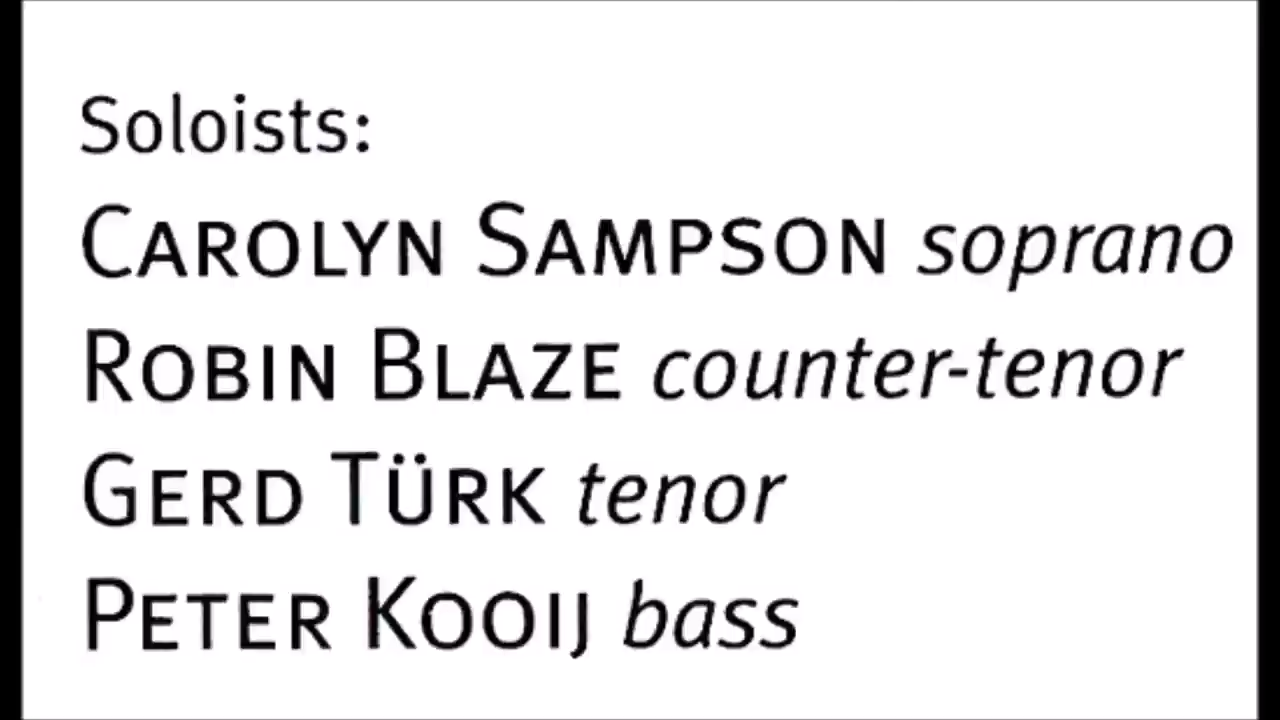 Soloists:
CAROLYN SAMPSON soprano
ROBIN BLAZE counter-tenor
GERD TÜRK tenor
PETER KOOIJ bass